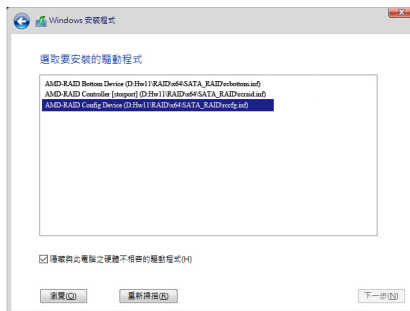 Windows 安裝程式
選取要安裝的驅動程式
AMD-RAID Bottom Device (D:\Hw11\RAID\x64\SATA_RAID\rcbottom.inf)
AMD-RAID Controller [storport] (D:\Hw11\RAID\x64\SATA_RAID\rcraid.inf)
AMD-RAID Config Device (D:\Hw11\RAID\x64\SATA_RAID\rccfg.inf)
隱藏與此電腦之硬體不相容的驅動程式(H)
瀏覽(O) 重新掃描(R) 下一步(N)